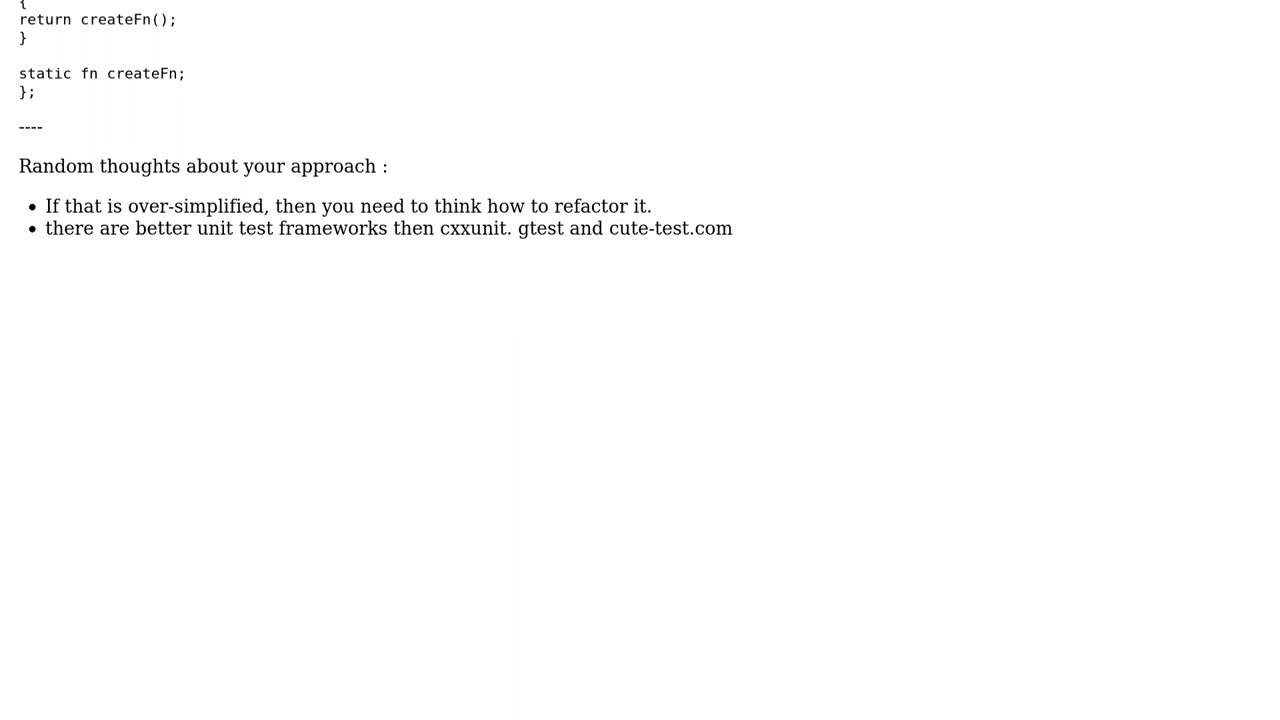 {
return createFn();
}
static fn createFn;
};
----
Random thoughts about your approach :
• If that is over-simplified, then you need to think how to refactor it.
• there are better unit test frameworks then cxxunit. gtest and cute-test.com